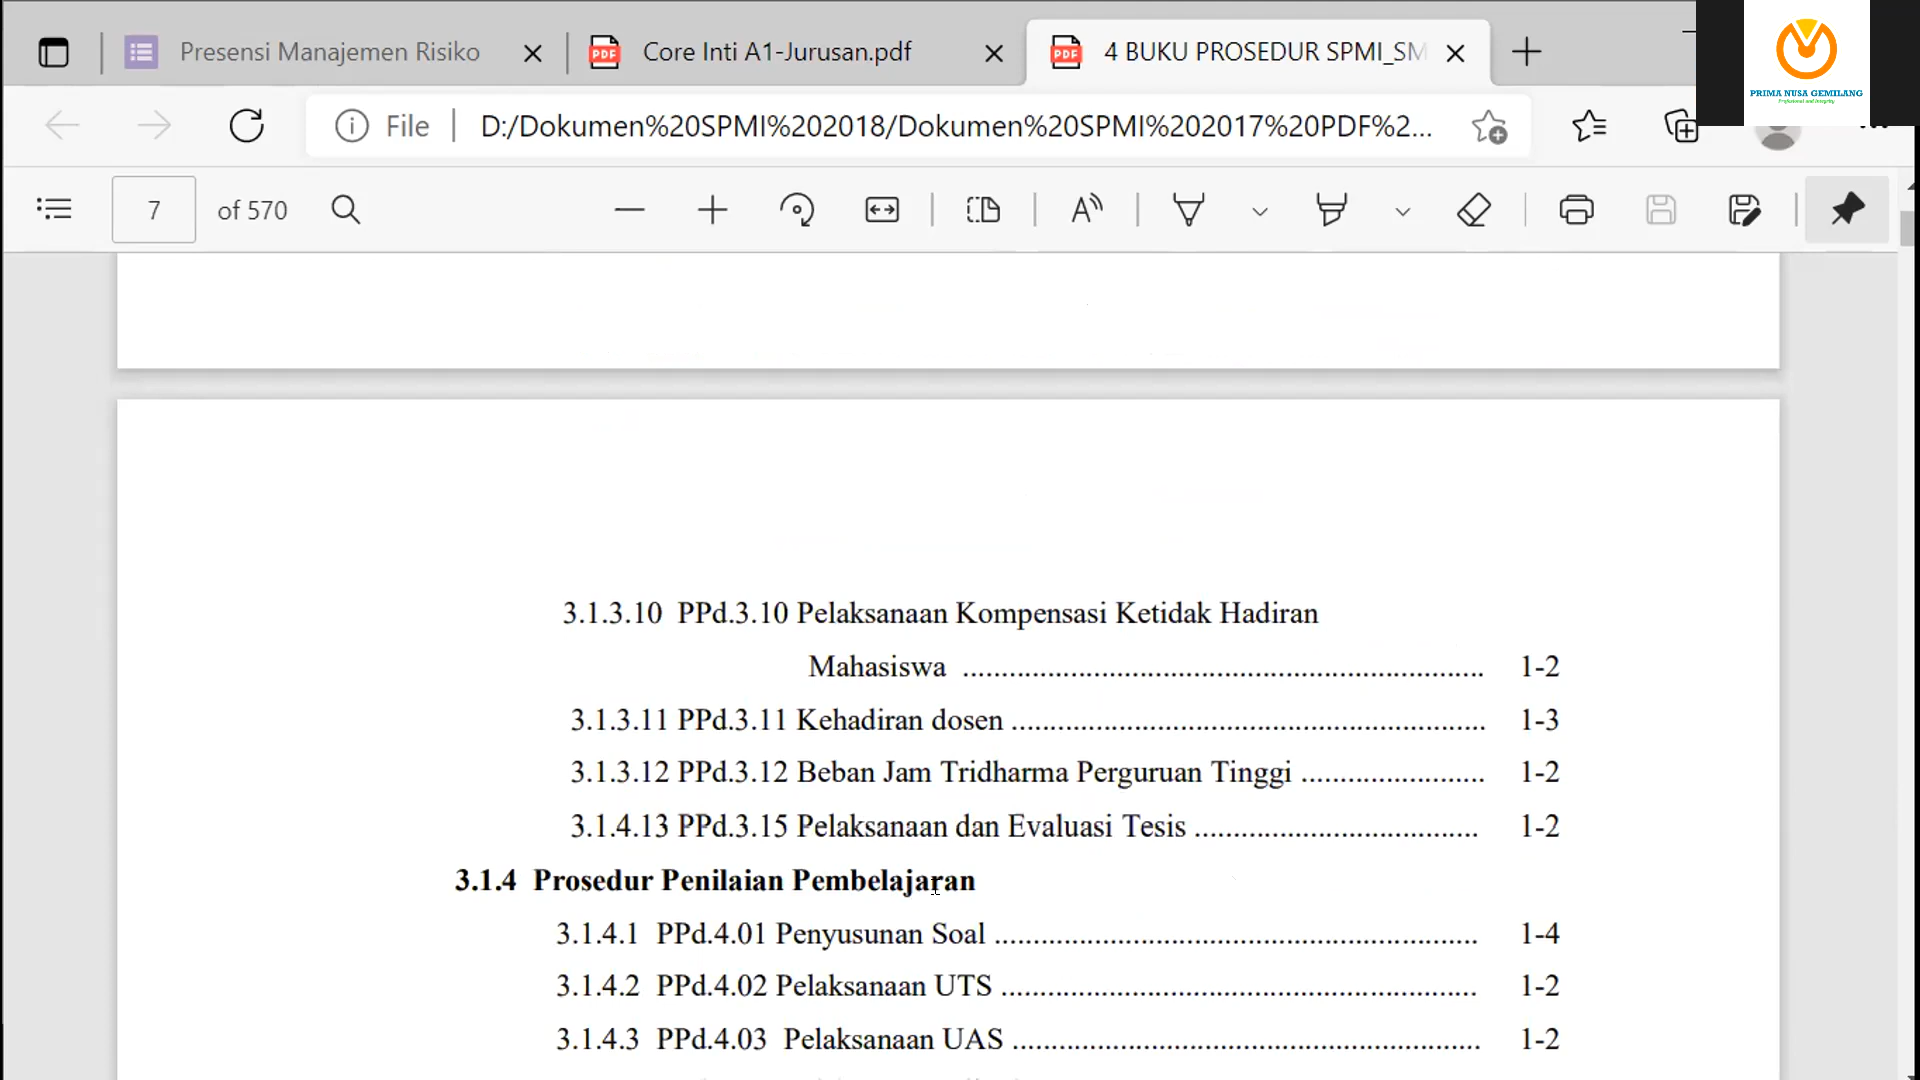 Presensi Manajemen Risiko
Core Inti A1-Jurusan.pdf
4 BUKU PROSEDUR SPMI_SM
PRIMA NUSA GEMILANG
Profesional and Integrity
File
D:/Dokumen%20SPMI%202018/Dokumen%20SPMI%202017%20PDF%2...
7 of 570
3.1.3.10 PPd.3.10 Pelaksanaan Kompensasi Ketidak Hadiran
Mahasiswa .................................................................... 1-2
3.1.3.11 PPd.3.11 Kehadiran dosen .............................................................. 1-3
3.1.3.12 PPd.3.12 Beban Jam Tridharma Perguruan Tinggi ........................ 1-2
3.1.4.13 PPd.3.15 Pelaksanaan dan Evaluasi Tesis ..................................... 1-2
3.1.4 Prosedur Penilaian Pembelajaran
3.1.4.1 PPd.4.01 Penyusunan Soal ............................................................... 1-4
3.1.4.2 PPd.4.02 Pelaksanaan UTS .............................................................. 1-2
3.1.4.3 PPd.4.03 Pelaksanaan UAS ............................................................. 1-2